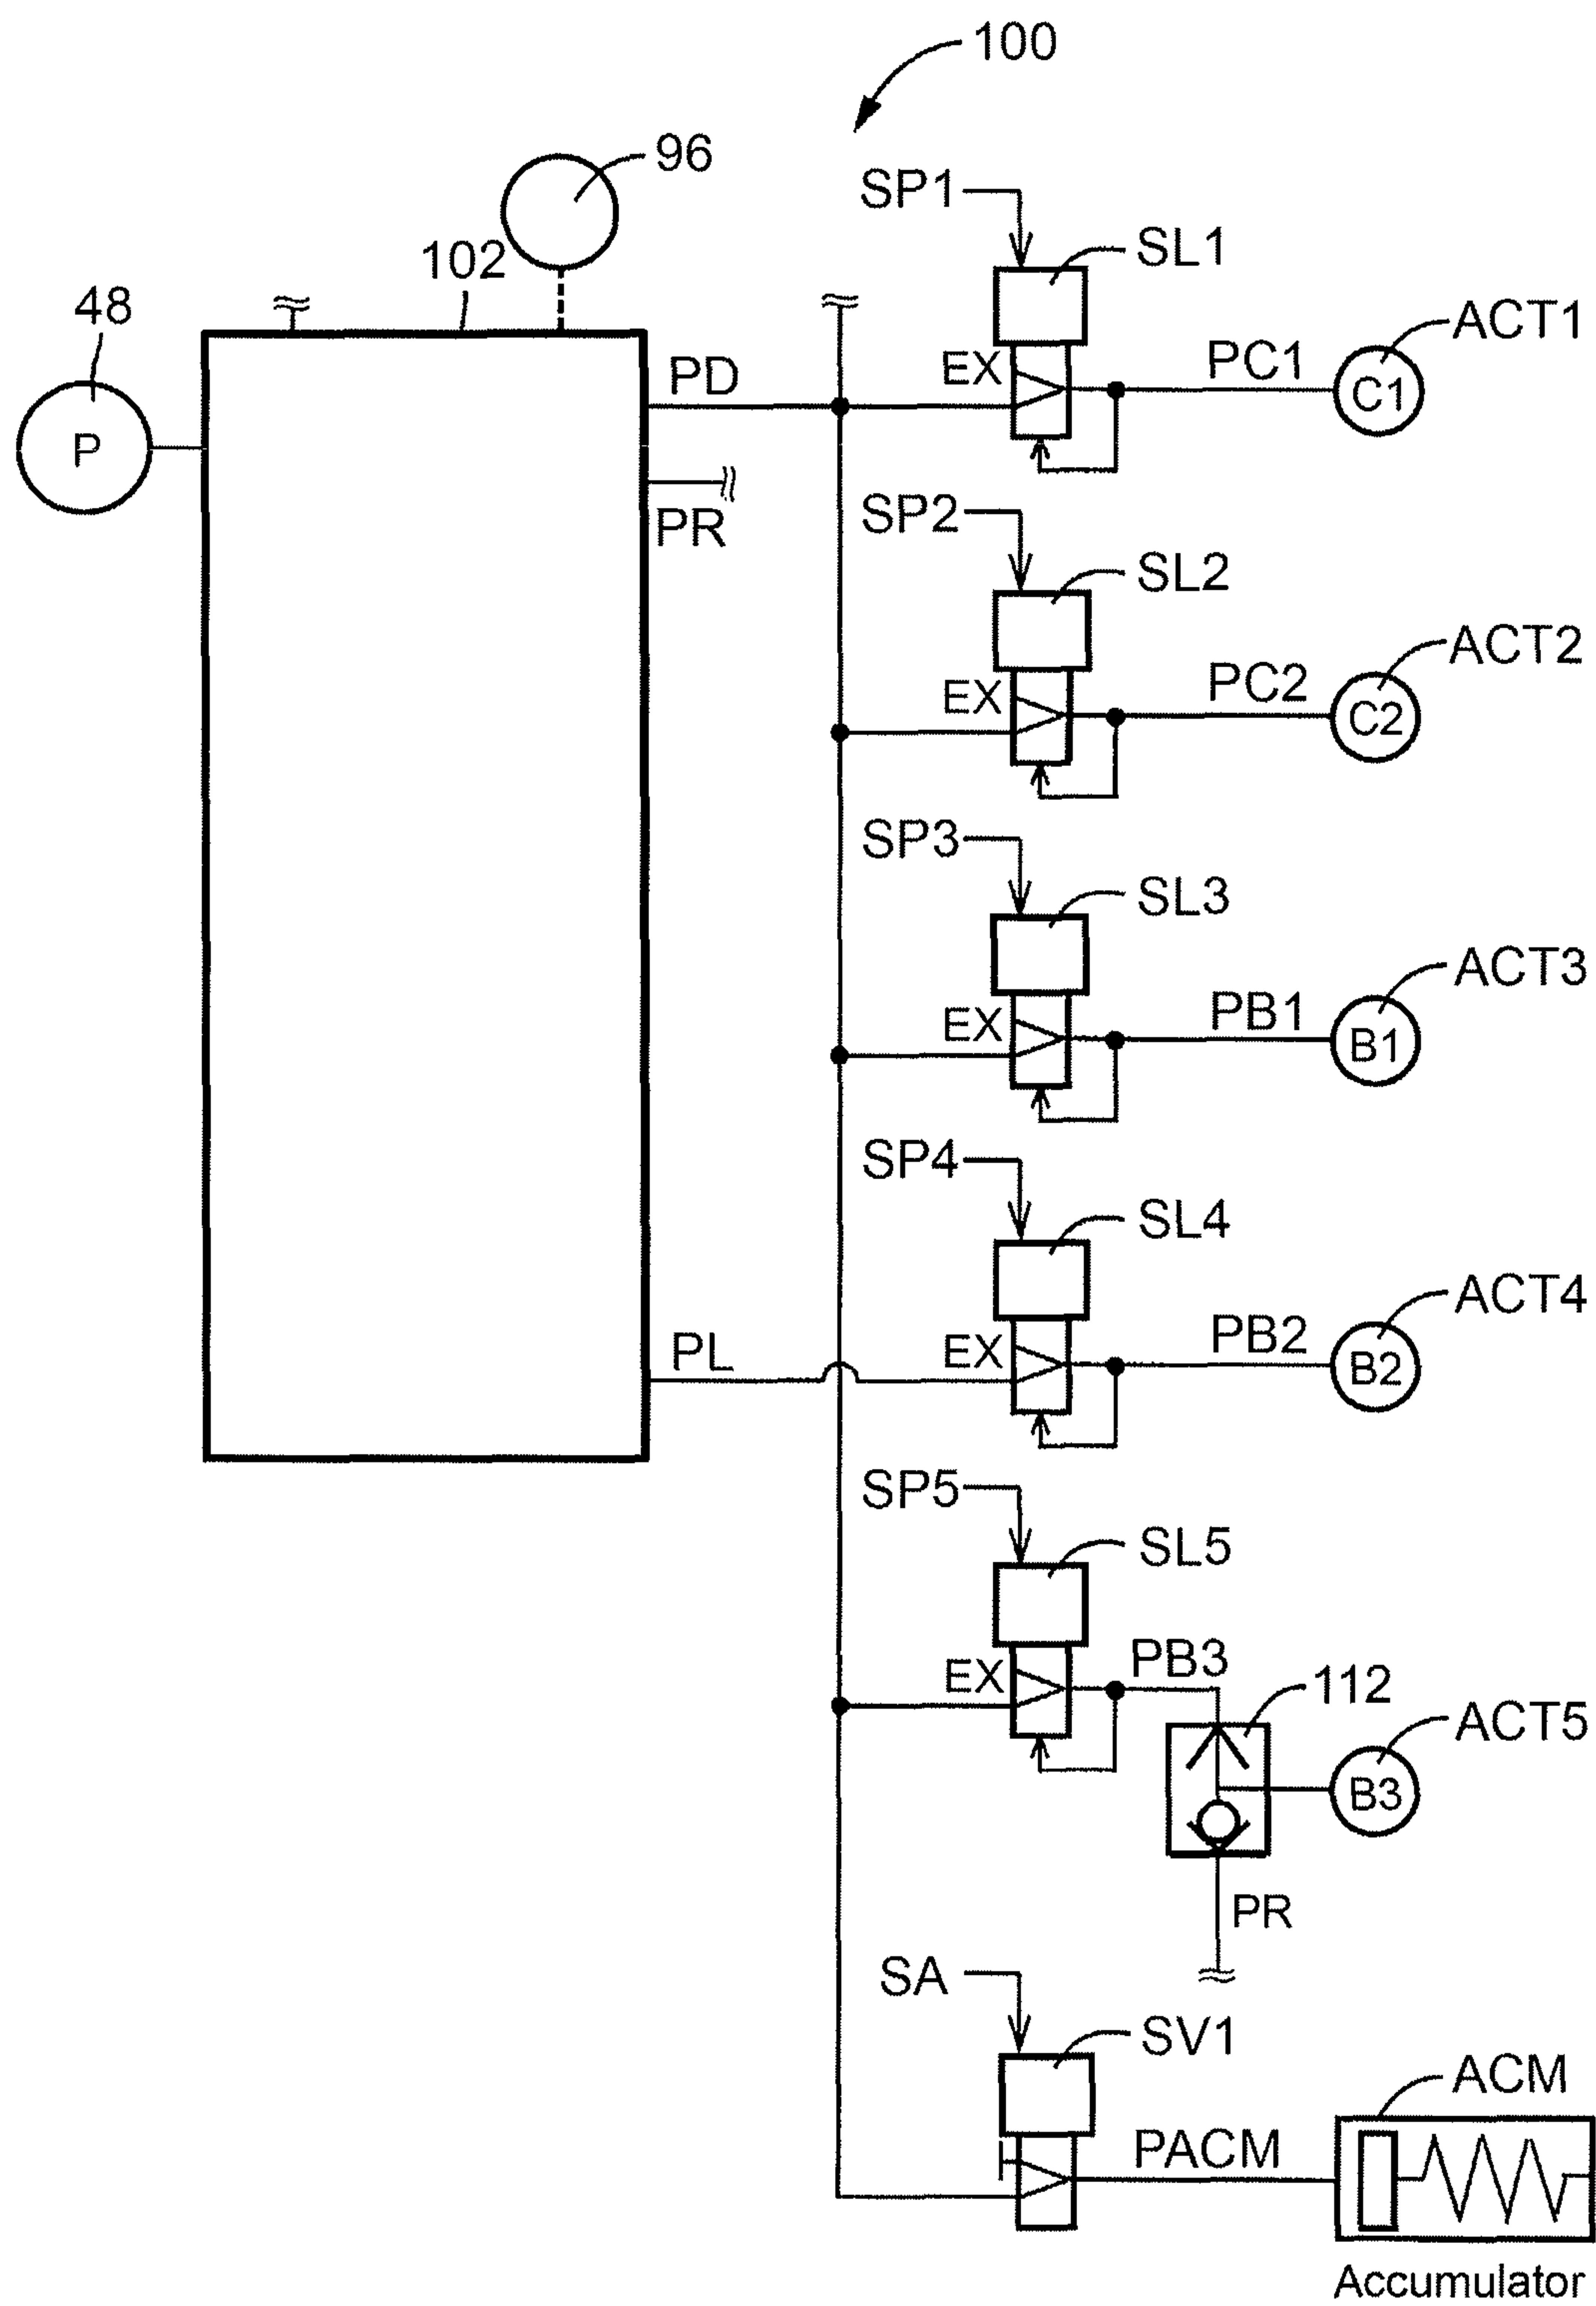 100
96
SP1
102
SL1
48
ACT1
PD
EX
PC1
C1
P
PR
SP2
SL2
ACT2
EX
PC2
C2
SP3
SL3
ACT3
EX
PB1
B1
SP4
SL4
ACT4
PL
EX
PB2
B2
SP5
SL5
EX
PB3
112
ACT5
B3
PR
SA
SV1
ACM
PACM
Accumulator